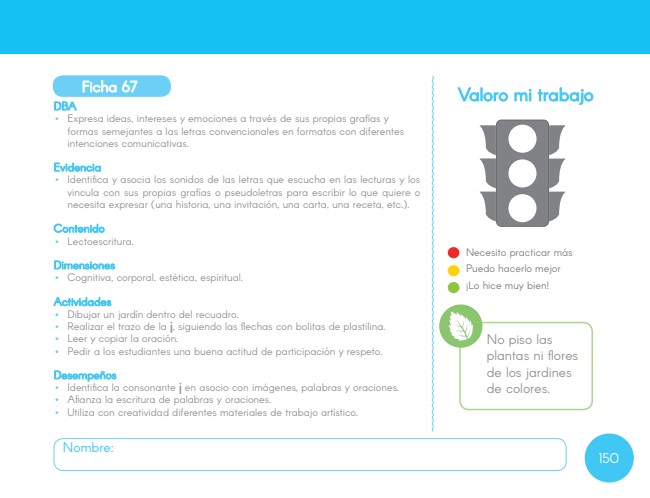 Ficha 67
DBA
• Expresa ideas, intereses y emociones a través de sus propias grafías y
formas semejantes a las letras convencionales en formatos con diferentes
intenciones comunicativas.
Evidencia
• Identifica y asocia los sonidos de las letras que escucha en las lecturas y los
vincula con sus propias grafías o pseudoletras para escribir lo que quiere o
necesita expresar (una historia, una invitación, una carta, una receta, etc.).
Contenido
• Lectoescritura.
Dimensiones
• Cognitiva, corporal, estética, espiritual.
Actividades
• Dibujar un jardín dentro del recuadro.
• Realizar el trazo de la j, siguiendo las flechas con bolitas de plastilina.
• Leer y copiar la oración.
• Pedir a los estudiantes una buena actitud de participación y respeto.
Desempeños
• Identifica la consonante j en asocio con imágenes, palabras y oraciones.
• Afianza la escritura de palabras y oraciones.
• Utiliza con creatividad diferentes materiales de trabajo artístico.
Nombre:
Valoro mi trabajo
Necesito practicar más
Puedo hacerlo mejor
¡Lo hice muy bien!
No piso las
plantas ni flores
de los jardines
de colores.
150